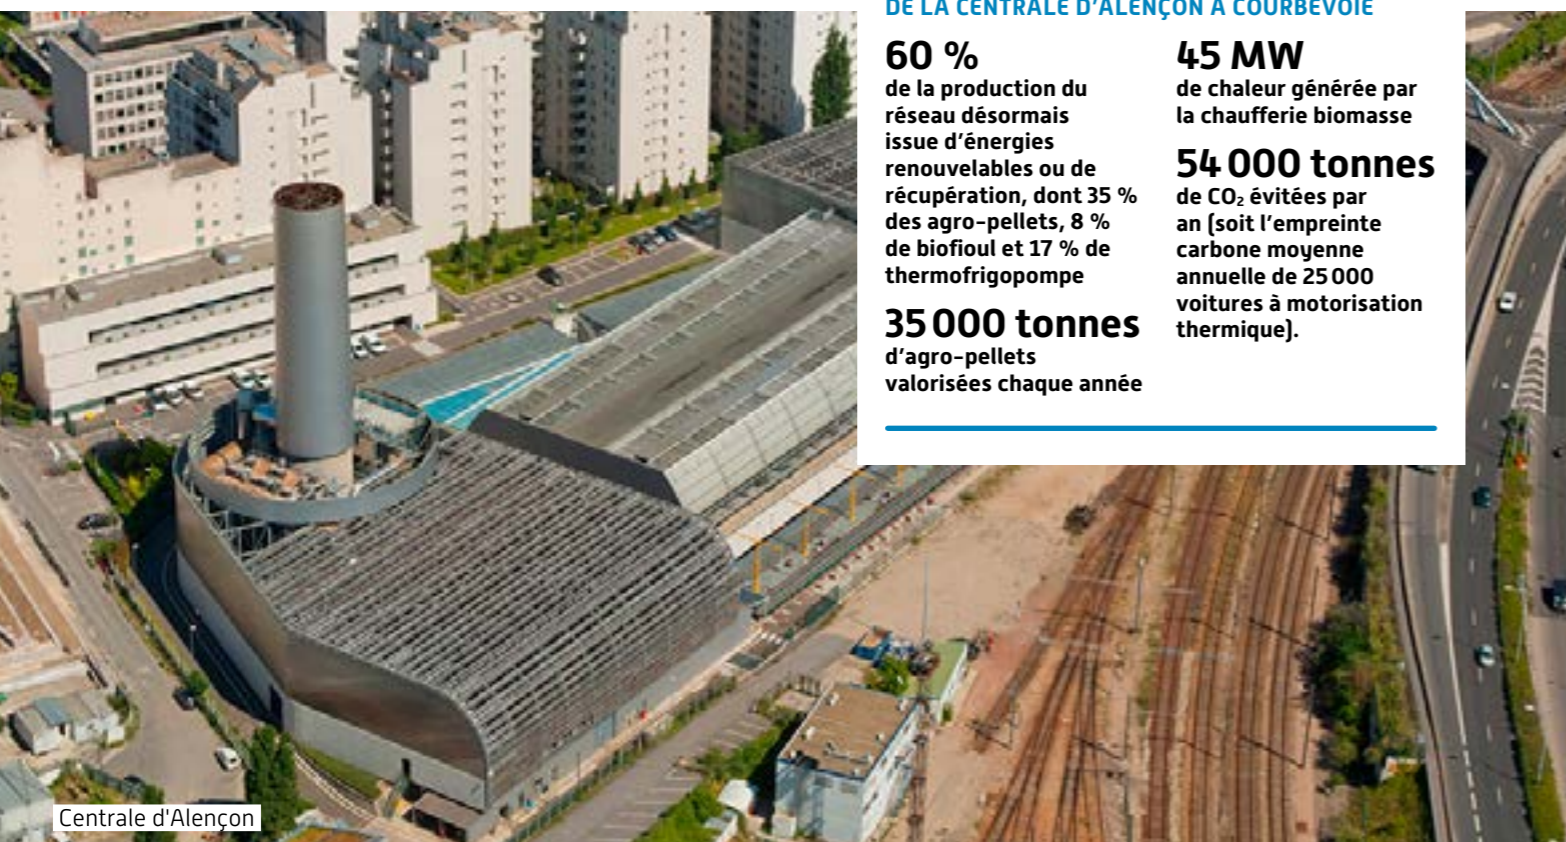 DE LA CENTRALE D'ALENÇON À COURBEVOIE
60 %
de la production du
réseau désormais
issue d'énergies
renouvelables ou de
récupération, dont 35 %
des agro-pellets, 8 %
de biofioul et 17 % de
thermofrigopompe
35 000 tonnes
d'agro-pellets
valorisées chaque année
45 MW
de chaleur générée par
la chaufferie biomasse
54 000 tonnes
de CO₂ évitées par
an (soit l'empreinte
carbone moyenne
annuelle de 25 000
voitures à motorisation
thermique).
Centrale d'Alençon